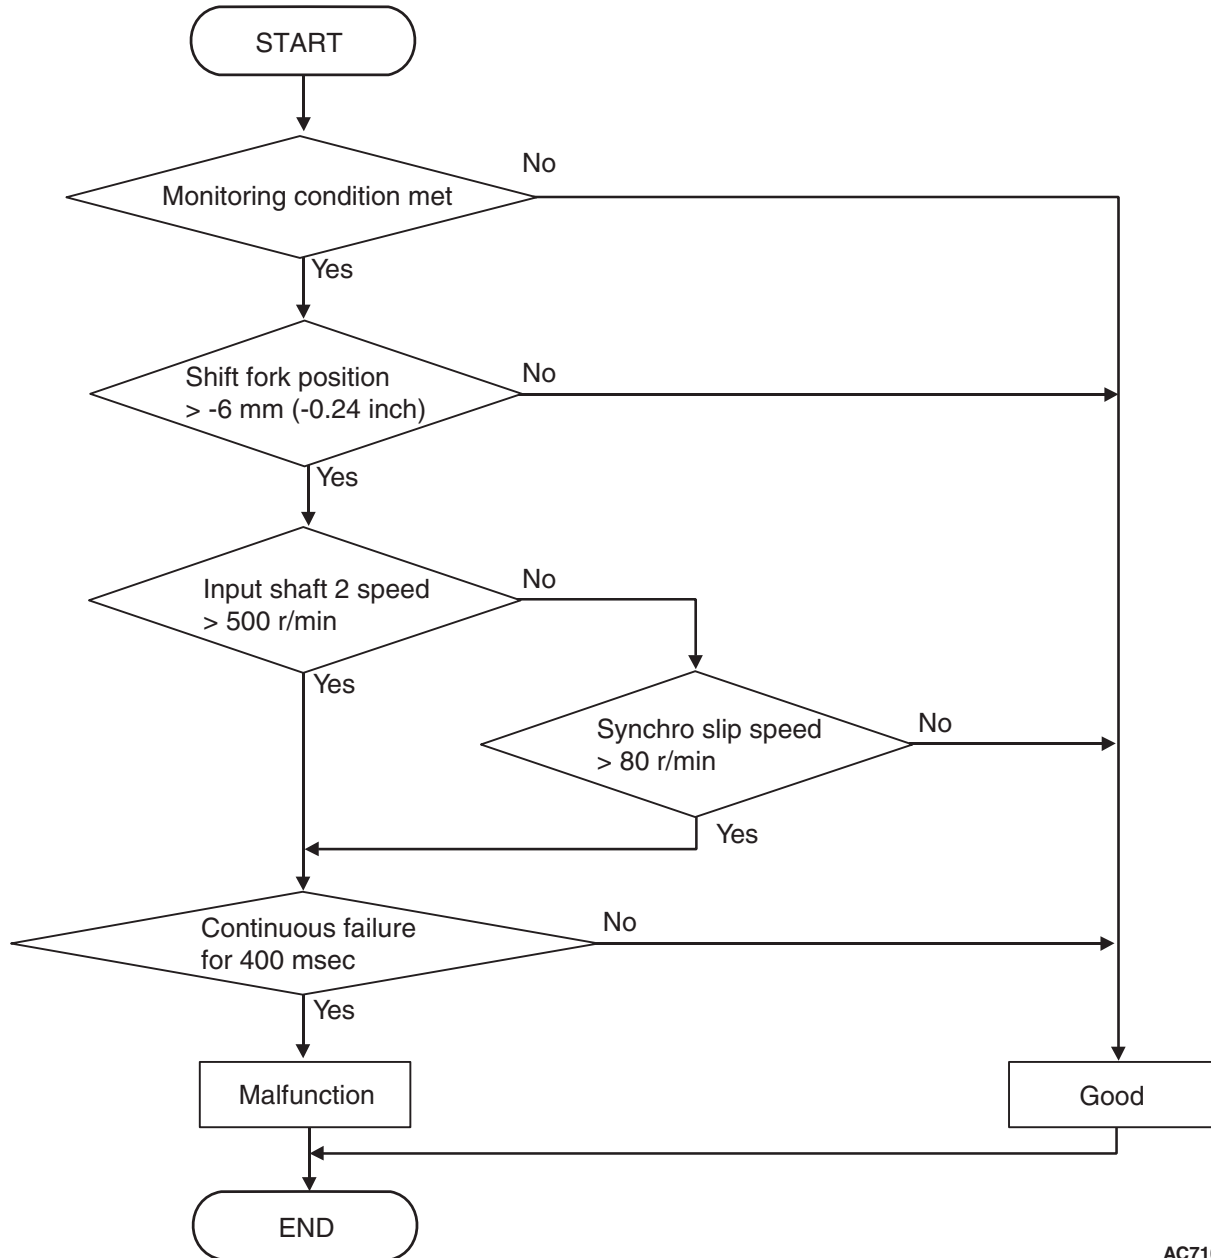 START
No
Monitoring condition met
Yes
No
Shift fork position
> -6 mm (-0.24 inch)
Yes
No
Input shaft 2 speed
> 500 r/min
Yes
No
Synchro slip speed
> 80 r/min
Yes
No
Continuous failure
for 400 msec
Yes
Malfunction
Good
END